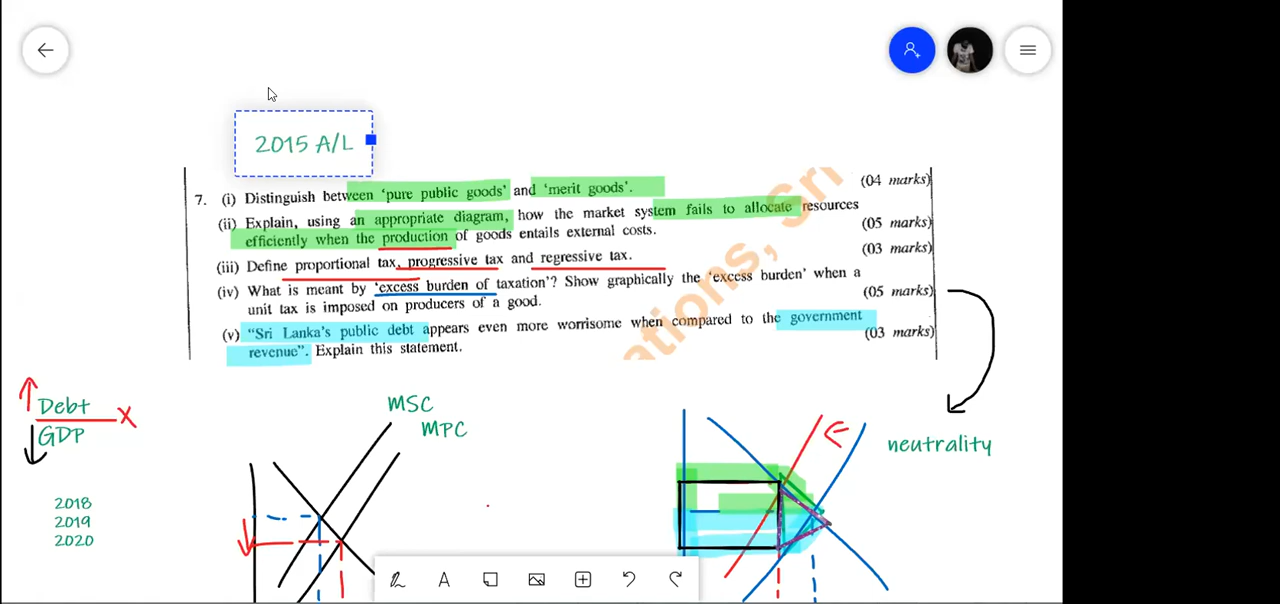 2015 A/L
7. (i) Distinguish between 'pure public goods' and 'merit goods'. (04 marks)
(ii) Explain, using an appropriate diagram, how the market system fails to allocate resources
efficiently when the production of goods entails external costs. (05 marks)
(iii) Define proportional tax, progressive tax and regressive tax. (03 marks)
(iv) What is meant by 'excess burden of taxation'? Show graphically the 'excess burden' when a
unit tax is imposed on producers of a good. (05 marks)
(v) "Sri Lanka's public debt appears even more worrisome when compared to the government
revenue". Explain this statement. (03 marks)
ations, Sri
Debt
GDP
X
MSC
MPC
neutrality
2018
2019
2020
A